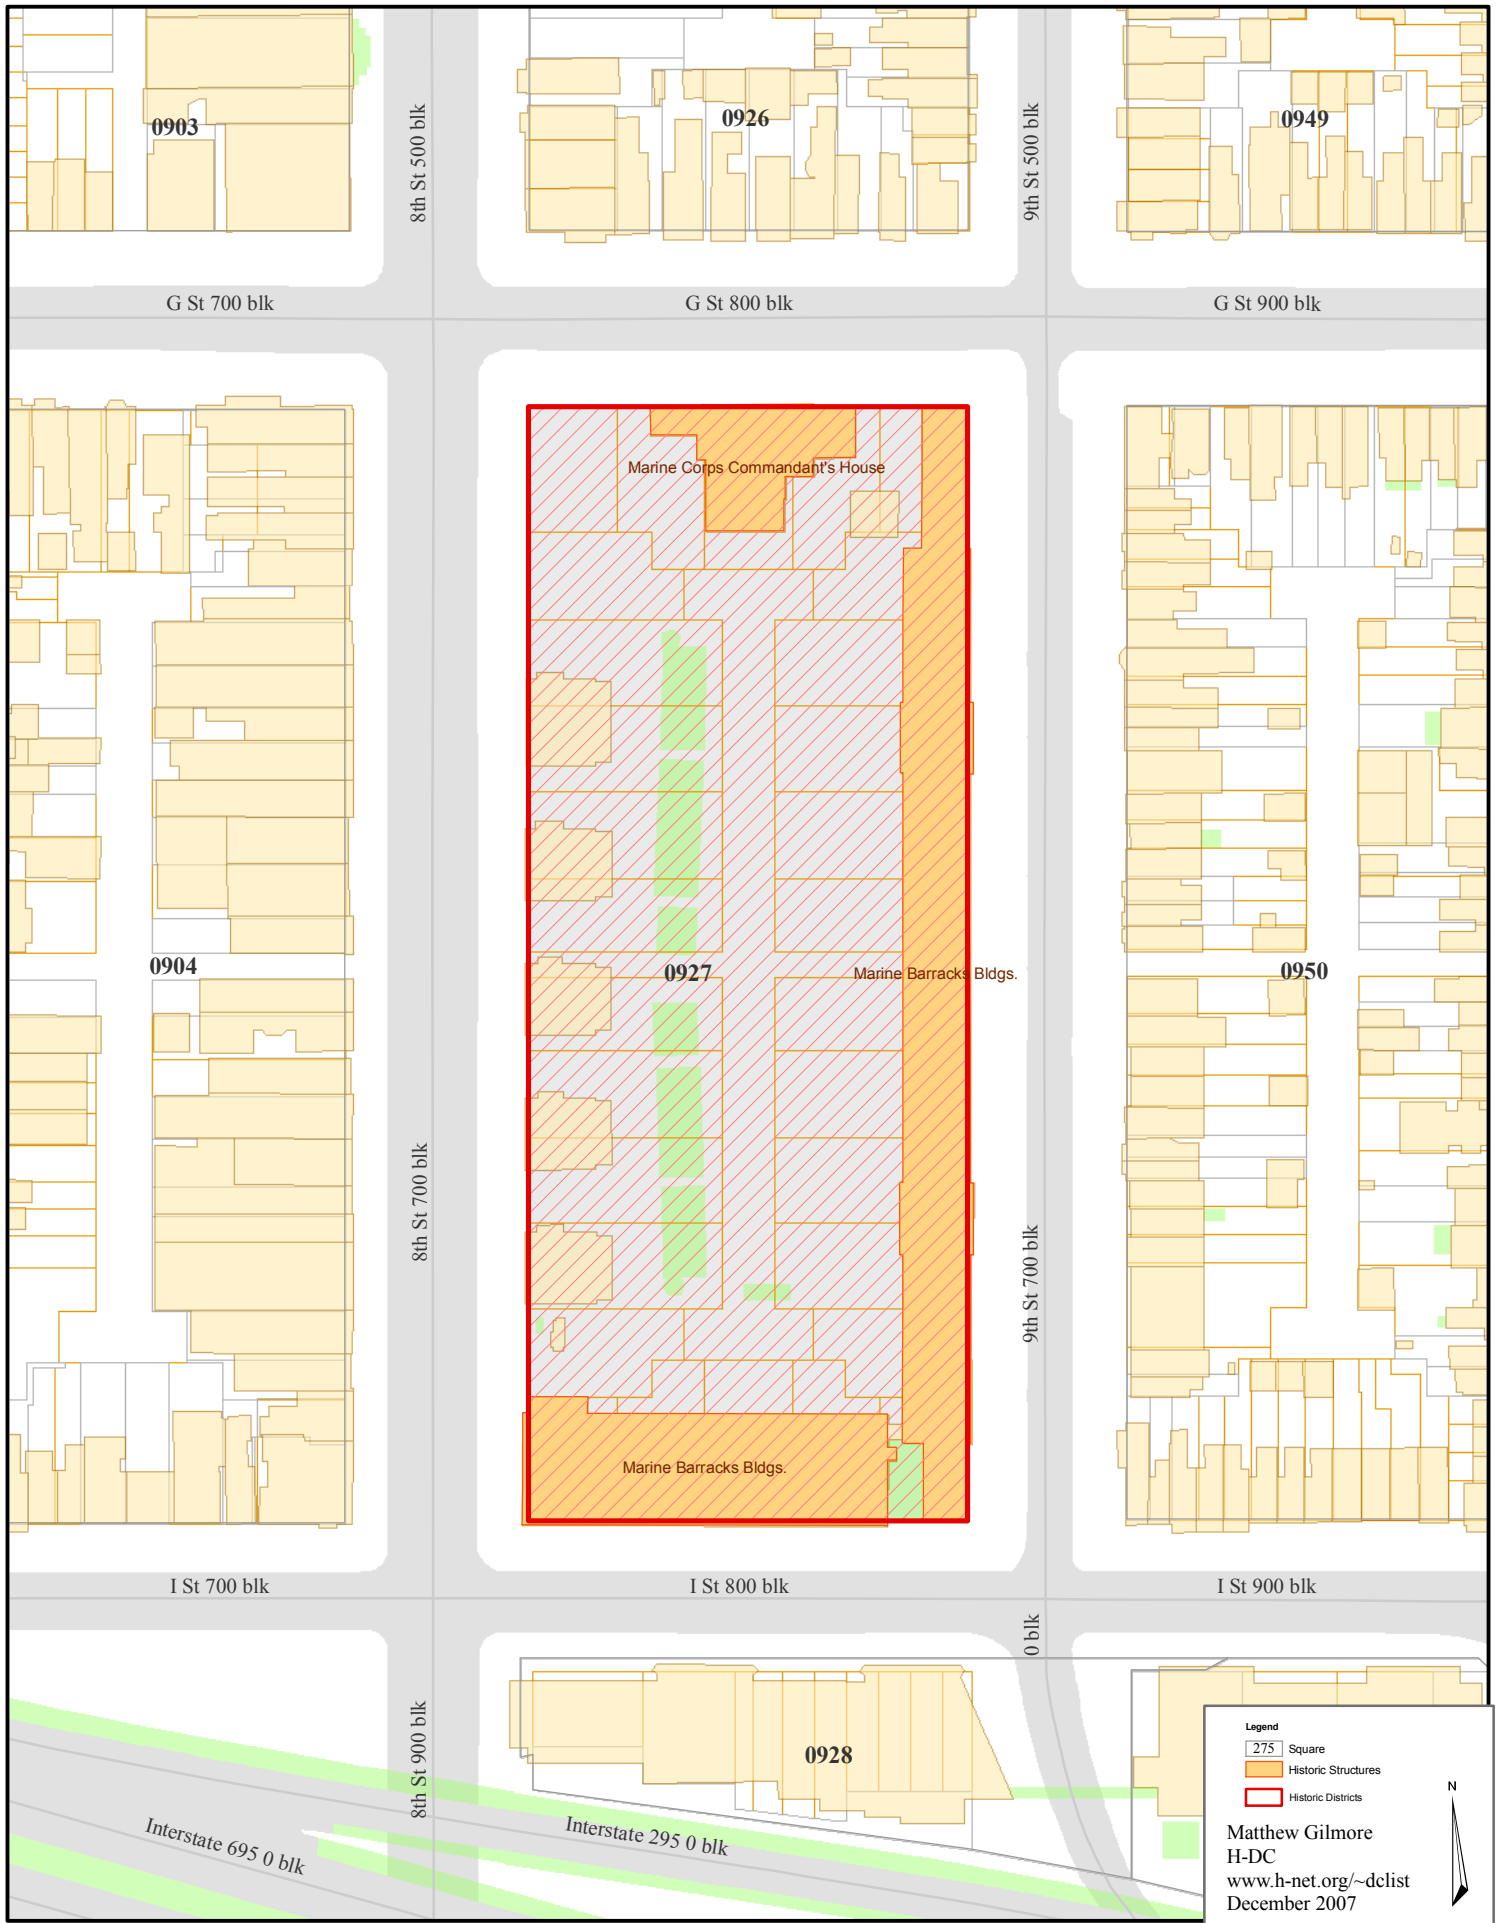 0903
0926
0949
8th St 500 blk
9th St 500 blk
G St 700 blk
G St 800 blk
G St 900 blk
Marine Corps Commandant's House
0904
0927
Marine Barracks Bldgs.
0950
8th St 700 blk
9th St 700 blk
Marine Barracks Bldgs.
I St 700 blk
I St 800 blk
I St 900 blk
0 blk
8th St 900 blk
0928
Interstate 695 0 blk
Interstate 295 0 blk
Legend
275 Square
Historic Structures
Historic Districts
N
Matthew Gilmore
H-DC
www.h-net.org/~dclist
December 2007